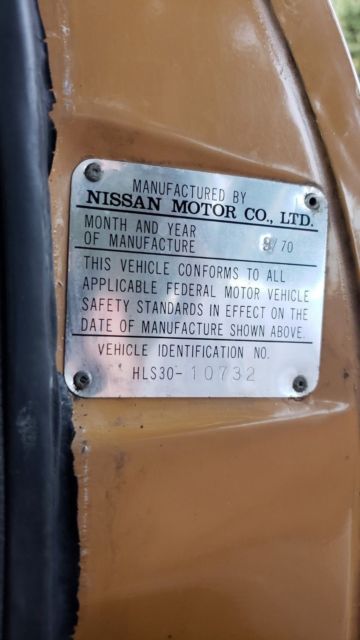 MANUFACTURED BY
NISSAN MOTOR CO., LTD.
MONTH AND YEAR
OF MANUFACTURE 8/70
THIS VEHICLE CONFORMS TO ALL
APPLICABLE FEDERAL MOTOR VEHICLE
SAFETY STANDARDS IN EFFECT ON THE
DATE OF MANUFACTURE SHOWN ABOVE.
VEHICLE IDENTIFICATION NO.
HLS30-10732